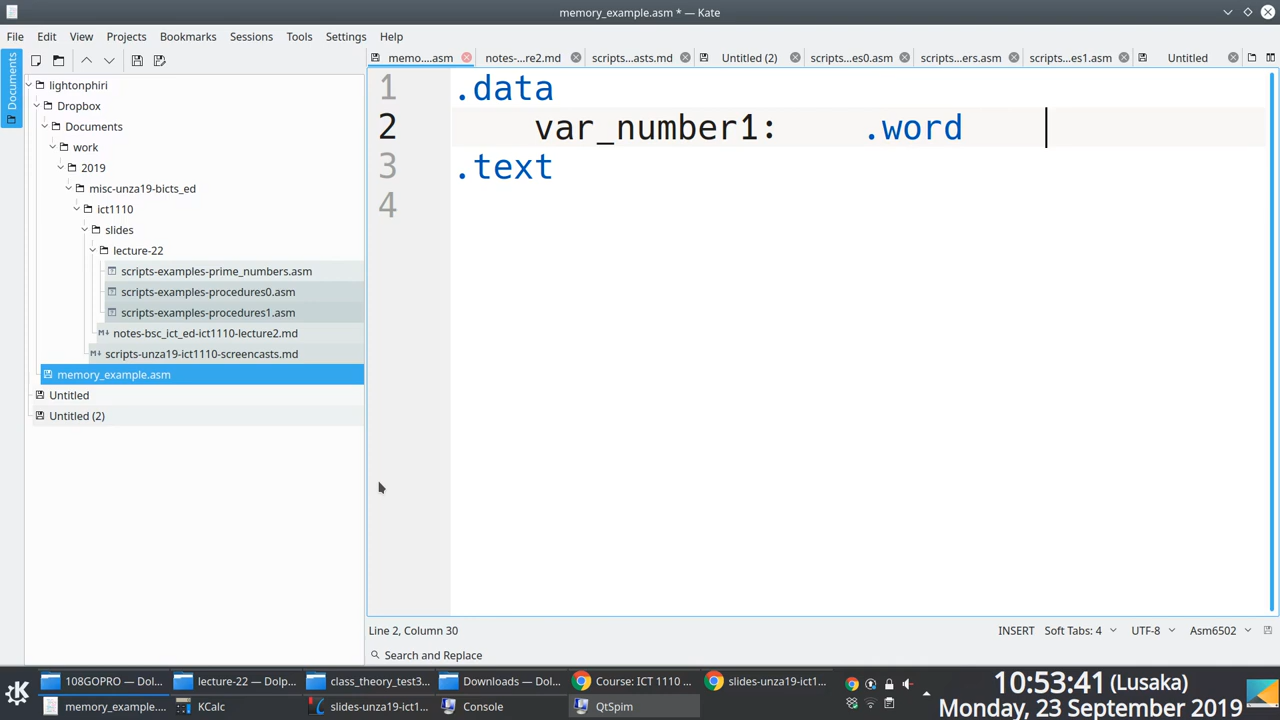 memory_example.asm * — Kate
File Edit View Projects Bookmarks Sessions Tools Settings Help
Documents
memo....asm notes-...re2.md scripts...asts.md Untitled (2) scripts...es0.asm scripts...ers.asm scripts...es1.asm Untitled
lightonphiri
Dropbox
Documents
work
2019
misc-unza19-bicts_ed
ict1110
slides
lecture-22
scripts-examples-prime_numbers.asm
scripts-examples-procedures0.asm
scripts-examples-procedures1.asm
notes-bsc_ict_ed-ict1110-lecture2.md
scripts-unza19-ict1110-screencasts.md
memory_example.asm
Untitled
Untitled (2)
1 .data
2 var_number1: .word
3 .text
4
Line 2, Column 30 INSERT Soft Tabs: 4 UTF-8 Asm6502
Search and Replace
108GOPRO — Dol... lecture-22 — Dolp... class_theory_test3... Downloads — Dol... Course: ICT 1110 ... slides-unza19-ict1...
memory_example.... KCalc slides-unza19-ict1... Console QtSpim
10:53:41 (Lusaka)
Monday, 23 September 2019